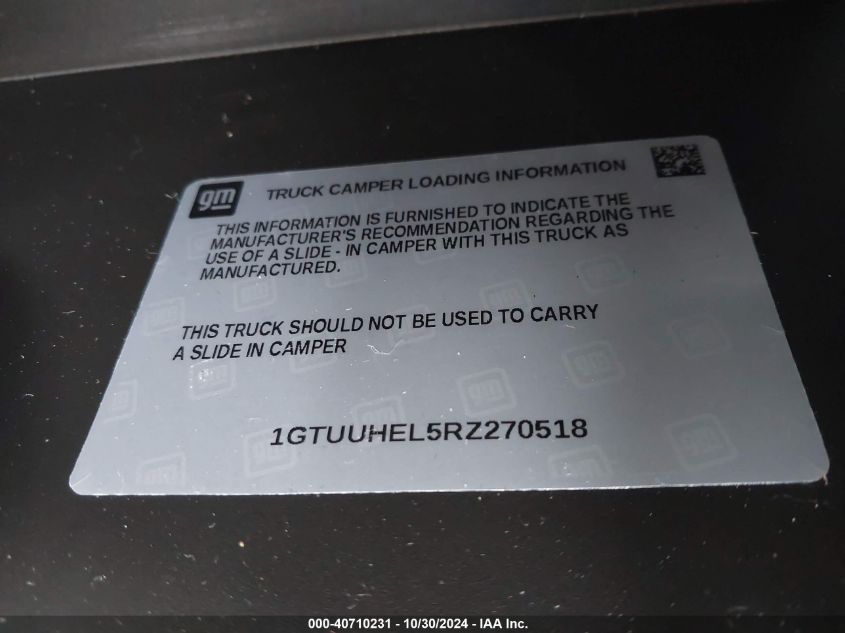 gm
TRUCK CAMPER LOADING INFORMATION
THIS INFORMATION IS FURNISHED TO INDICATE THE
MANUFACTURER'S RECOMMENDATION REGARDING THE
USE OF A SLIDE - IN CAMPER WITH THIS TRUCK AS
MANUFACTURED.
THIS TRUCK SHOULD NOT BE USED TO CARRY
A SLIDE IN CAMPER
1GTUUHEL5RZ270518
000-40710231 - 10/30/2024 - IAA Inc.